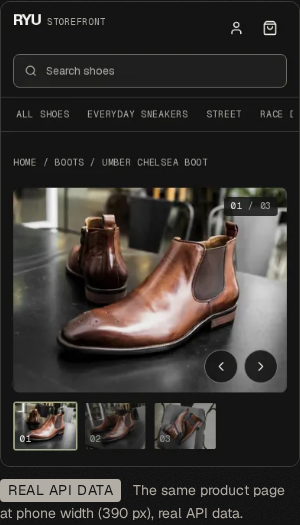 RYU STOREFRONT
Search shoes
ALL SHOES EVERYDAY SNEAKERS STREET RACE D
HOME / BOOTS / UMBER CHELSEA BOOT
01 / 03
01 02 03
REAL API DATA The same product page
at phone width (390 px), real API data.